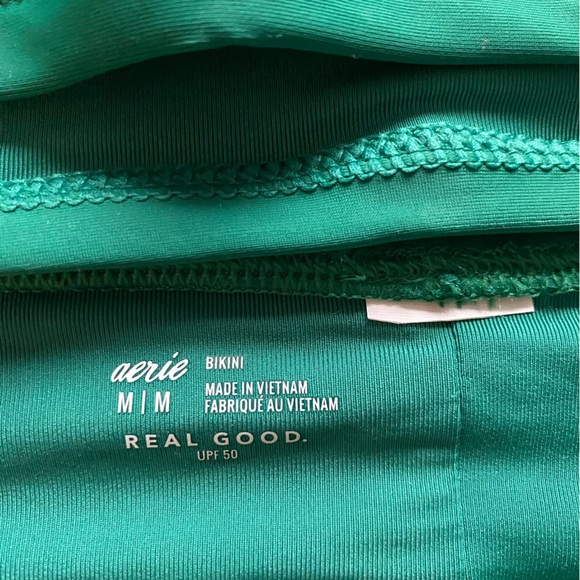 aerie BIKINI
M | M MADE IN VIETNAM
FABRIQUÉ AU VIETNAM
REAL GOOD.
UPF 50